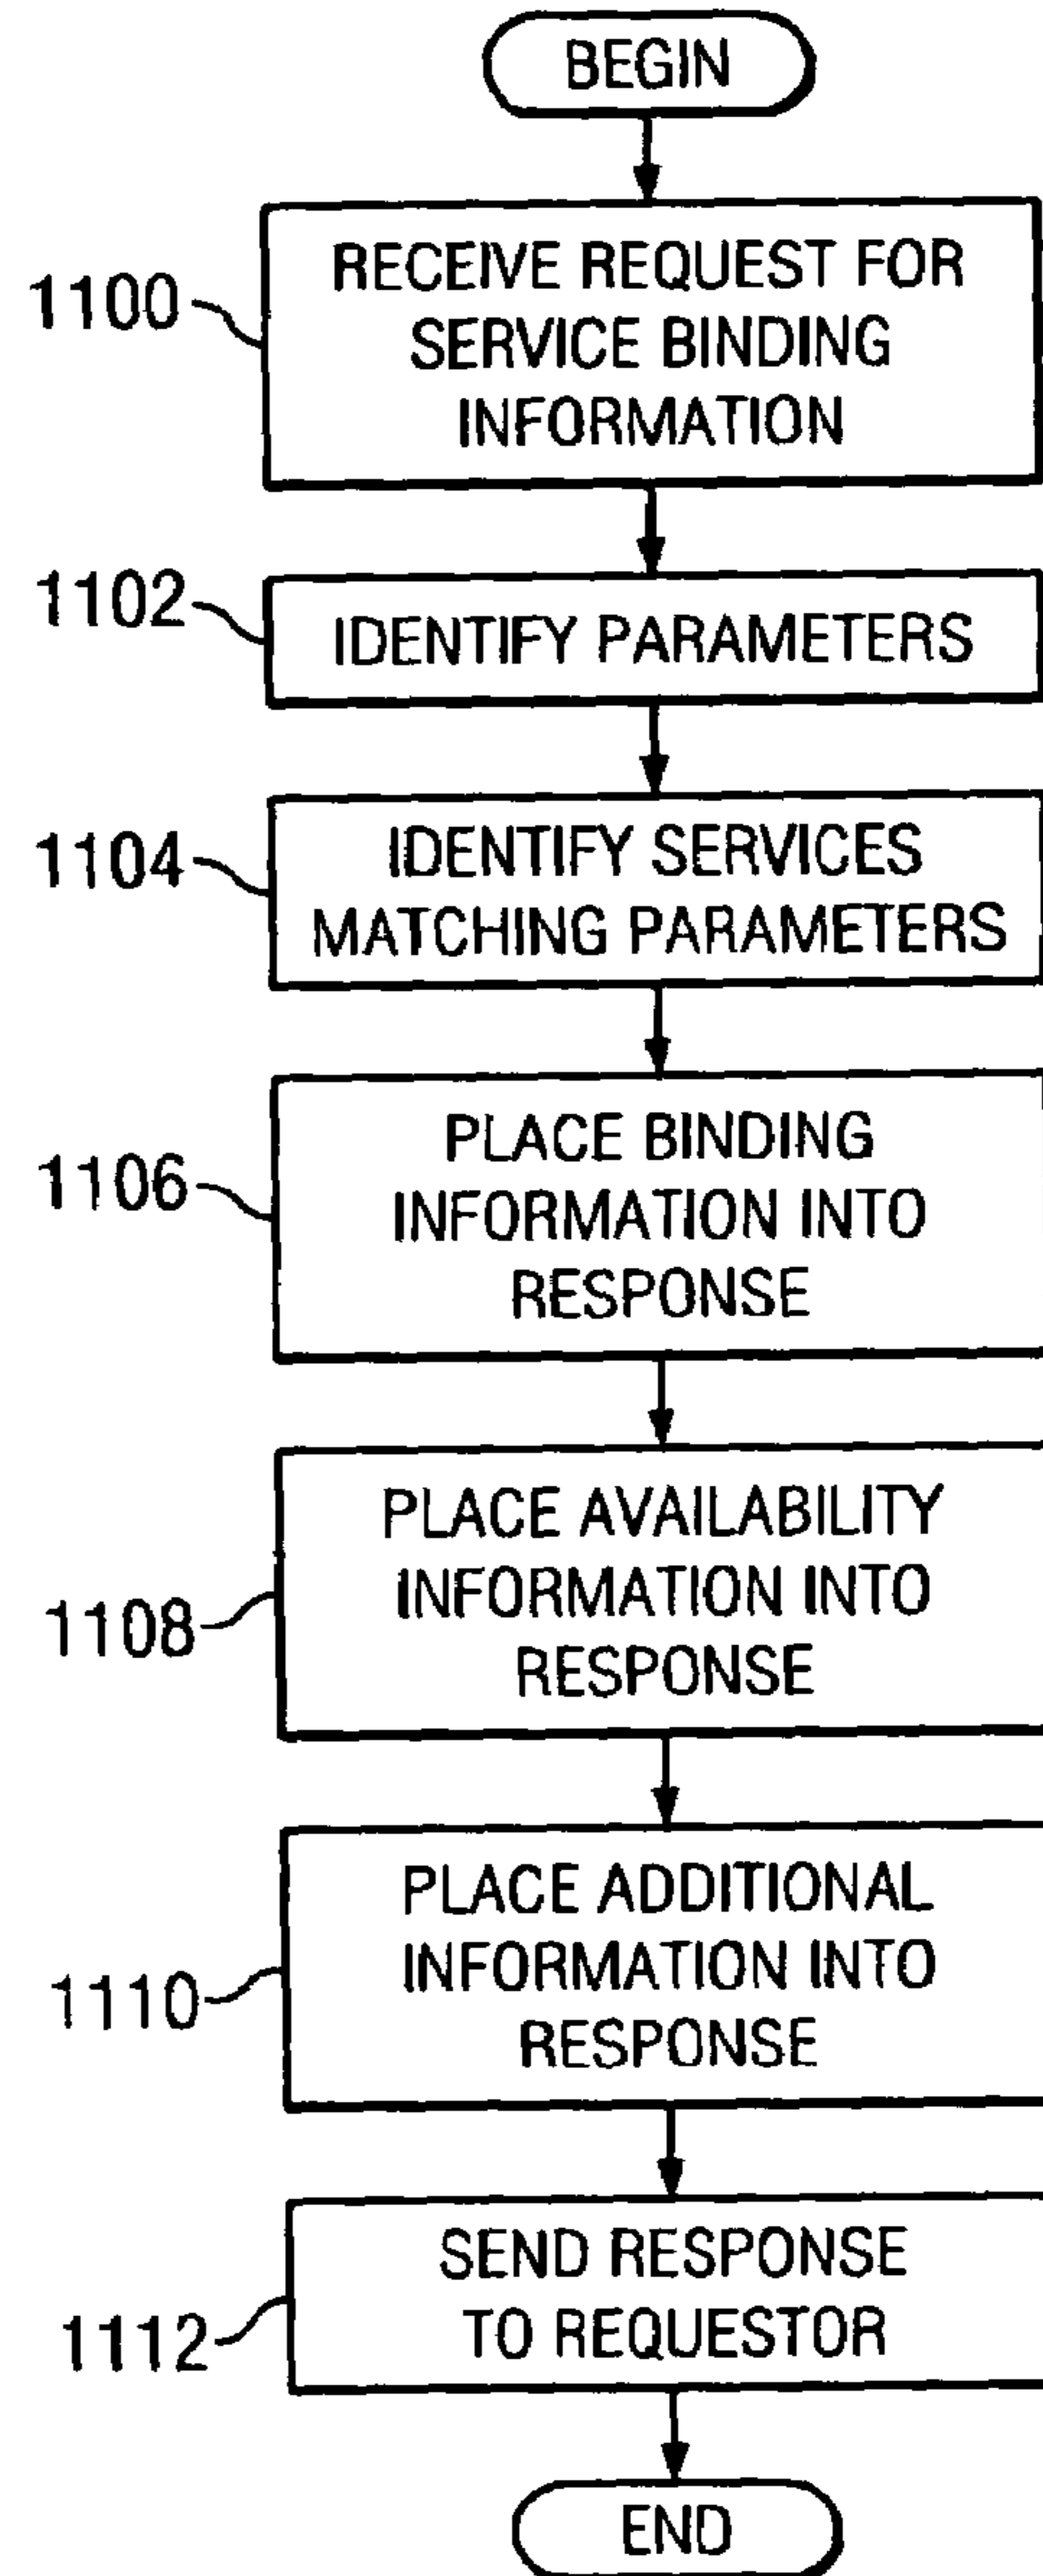 BEGIN
1100
RECEIVE REQUEST FOR
SERVICE BINDING
INFORMATION
1102
IDENTIFY PARAMETERS
1104
IDENTIFY SERVICES
MATCHING PARAMETERS
1106
PLACE BINDING
INFORMATION INTO
RESPONSE
1108
PLACE AVAILABILITY
INFORMATION INTO
RESPONSE
1110
PLACE ADDITIONAL
INFORMATION INTO
RESPONSE
1112
SEND RESPONSE
TO REQUESTOR
END